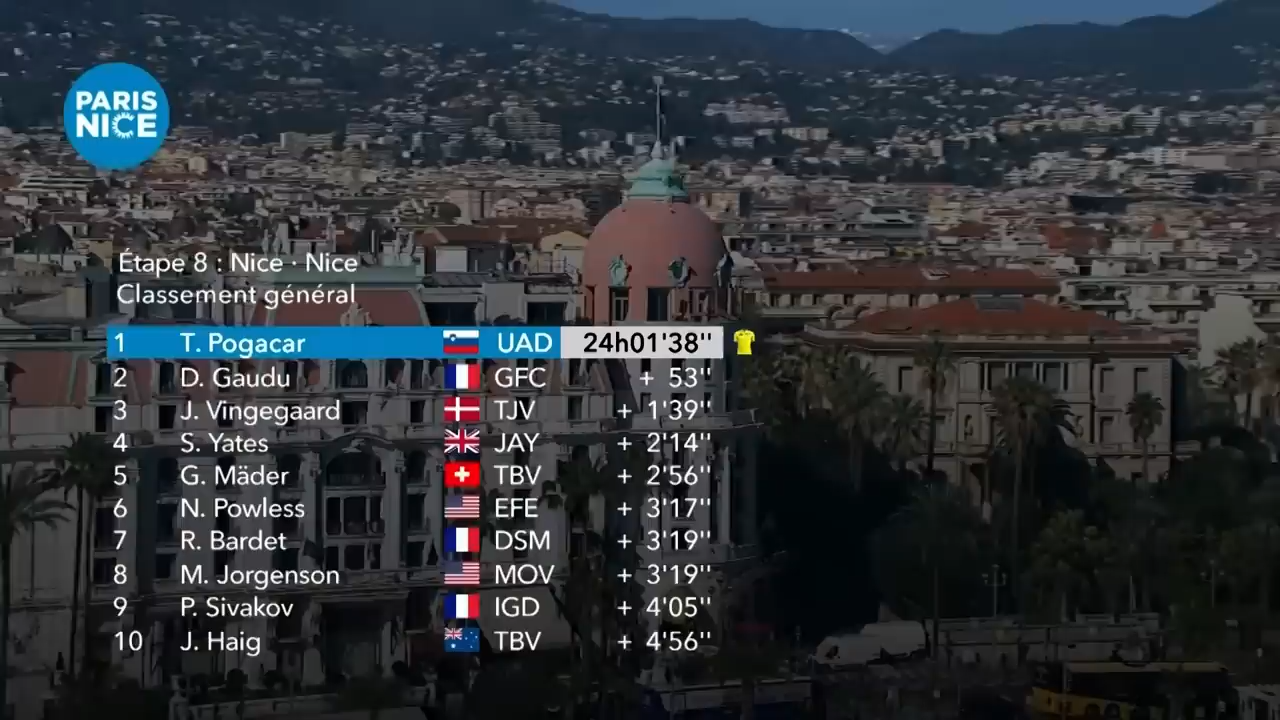 PARIS
NICE
Étape 8 : Nice · Nice
Classement général
1 T. Pogacar UAD 24h01'38''
2 D. Gaudu GFC + 53''
3 J. Vingegaard TJV + 1'39''
4 S. Yates JAY + 2'14''
5 G. Mäder TBV + 2'56''
6 N. Powless EFE + 3'17''
7 R. Bardet DSM + 3'19''
8 M. Jorgenson MOV + 3'19''
9 P. Sivakov IGD + 4'05''
10 J. Haig TBV + 4'56''